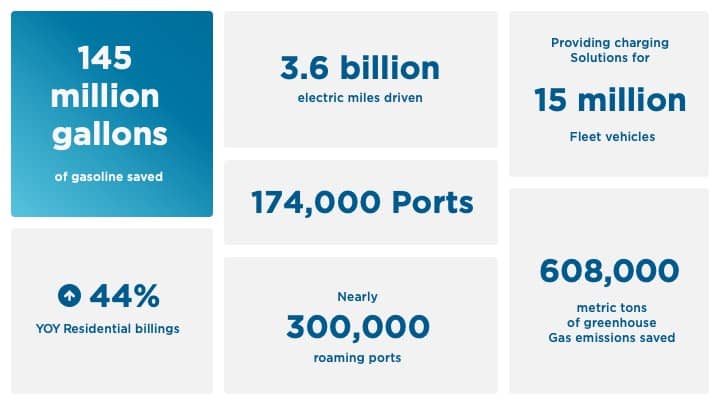 145
million
gallons
of gasoline saved
44%
YOY Residential billings
3.6 billion
electric miles driven
174,000 Ports
Nearly
300,000
roaming ports
Providing charging
Solutions for
15 million
Fleet vehicles
608,000
metric tons
of greenhouse
Gas emissions saved